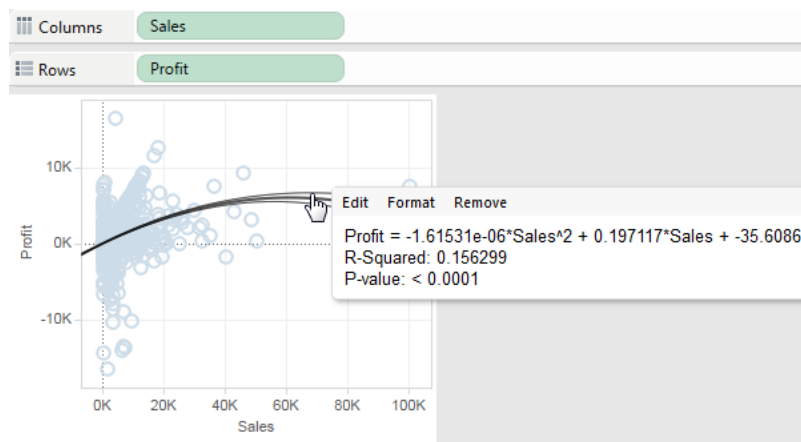 Columns Sales
Rows Profit
10K
0K
-10K
Profit
0K 20K 40K 60K 80K 100K
Sales
Edit Format Remove
Profit = -1.61531e-06*Sales^2 + 0.197117*Sales + -35.6086
R-Squared: 0.156299
P-value: < 0.0001